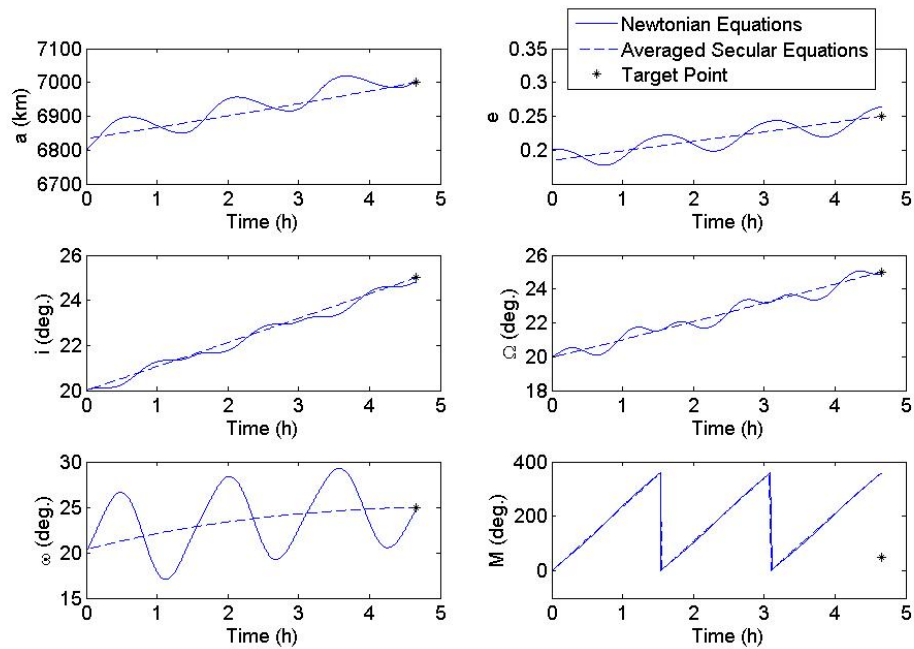 7100
7000
6900
6800
6700
a (km)
0 1 2 3 4 5
Time (h)
Newtonian Equations
Averaged Secular Equations
Target Point
0.35
0.3
0.25
0.2
e
0 1 2 3 4 5
Time (h)
26
24
22
20
i (deg.)
0 1 2 3 4 5
Time (h)
26
24
22
20
18
Ω (deg.)
0 1 2 3 4 5
Time (h)
30
25
20
15
ω (deg.)
0 1 2 3 4 5
Time (h)
400
200
0
M (deg.)
0 1 2 3 4 5
Time (h)